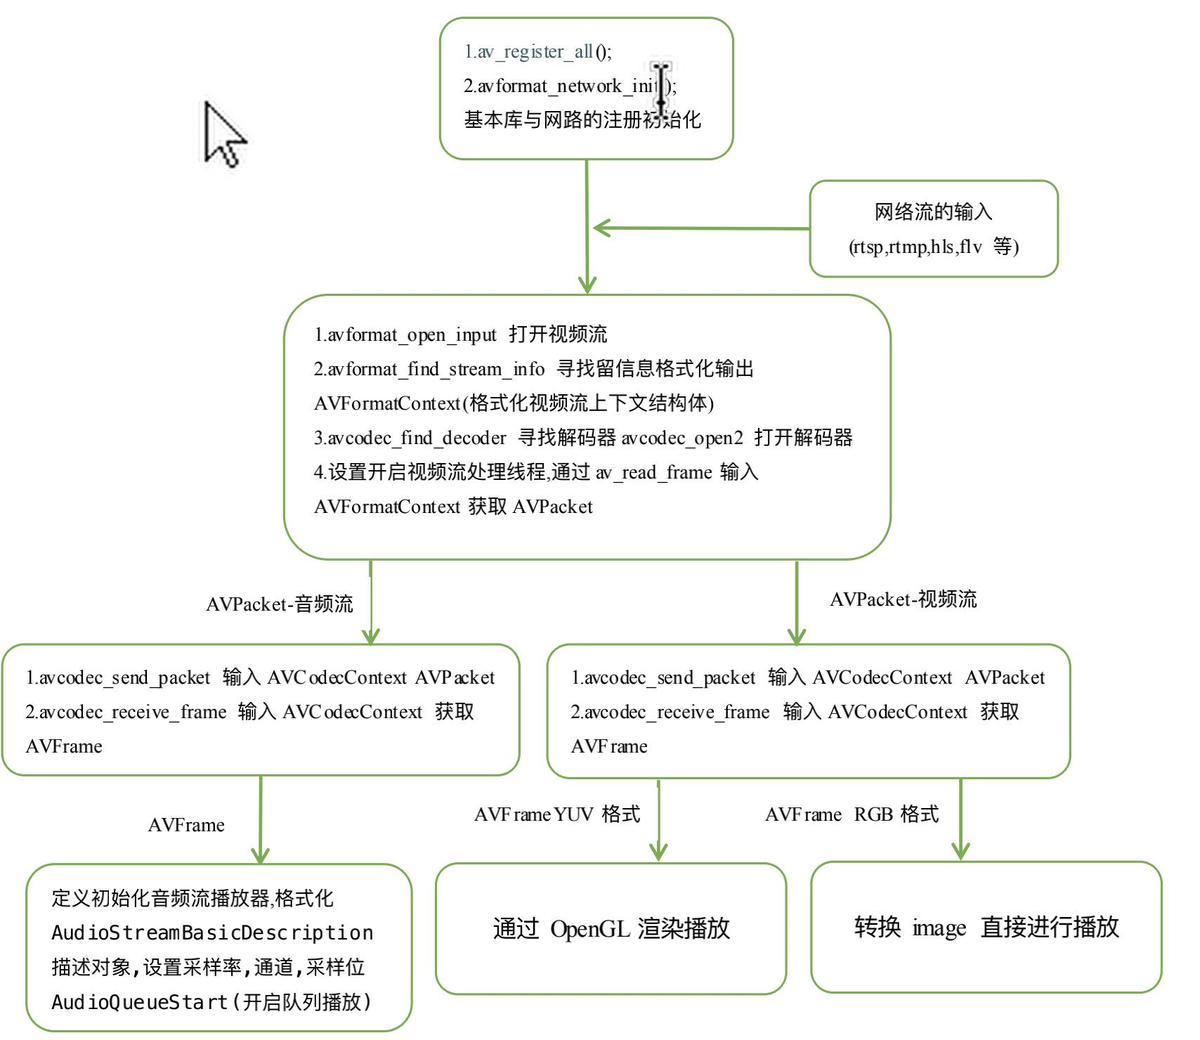 1.av_register_all();
2.avformat_network_init();
基本库与网路的注册初始化
网络流的输入
(rtsp,rtmp,hls,flv 等)
1.avformat_open_input 打开视频流
2.avformat_find_stream_info 寻找留信息格式化输出
AVFormatContext(格式化视频流上下文结构体)
3.avcodec_find_decoder 寻找解码器 avcodec_open2 打开解码器
4.设置开启视频流处理线程,通过 av_read_frame 输入
AVFormatContext 获取 AVPacket
AVPacket-音频流
AVPacket-视频流
1.avcodec_send_packet 输入 AVCodecContext AVPacket
2.avcodec_receive_frame 输入 AVCodecContext 获取
AVFrame
1.avcodec_send_packet 输入 AVCodecContext AVPacket
2.avcodec_receive_frame 输入 AVCodecContext 获取
AVFrame
AVFrame
AVFrame YUV 格式
AVFrame RGB 格式
定义初始化音频流播放器,格式化
AudioStreamBasicDescription
描述对象,设置采样率,通道,采样位
AudioQueueStart(开启队列播放)
通过 OpenGL 渲染播放
转换 image 直接进行播放